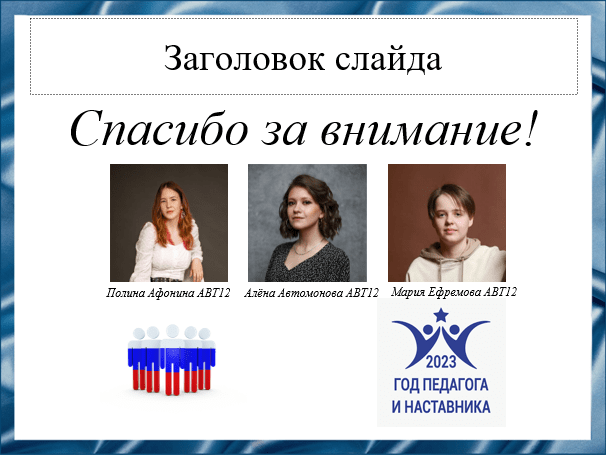 Заголовок слайда
Спасибо за внимание!
Полина Афонина АВТ12
Алёна Автомонова АВТ12
Мария Ефремова АВТ12
2023
ГОД ПЕДАГОГА
И НАСТАВНИКА